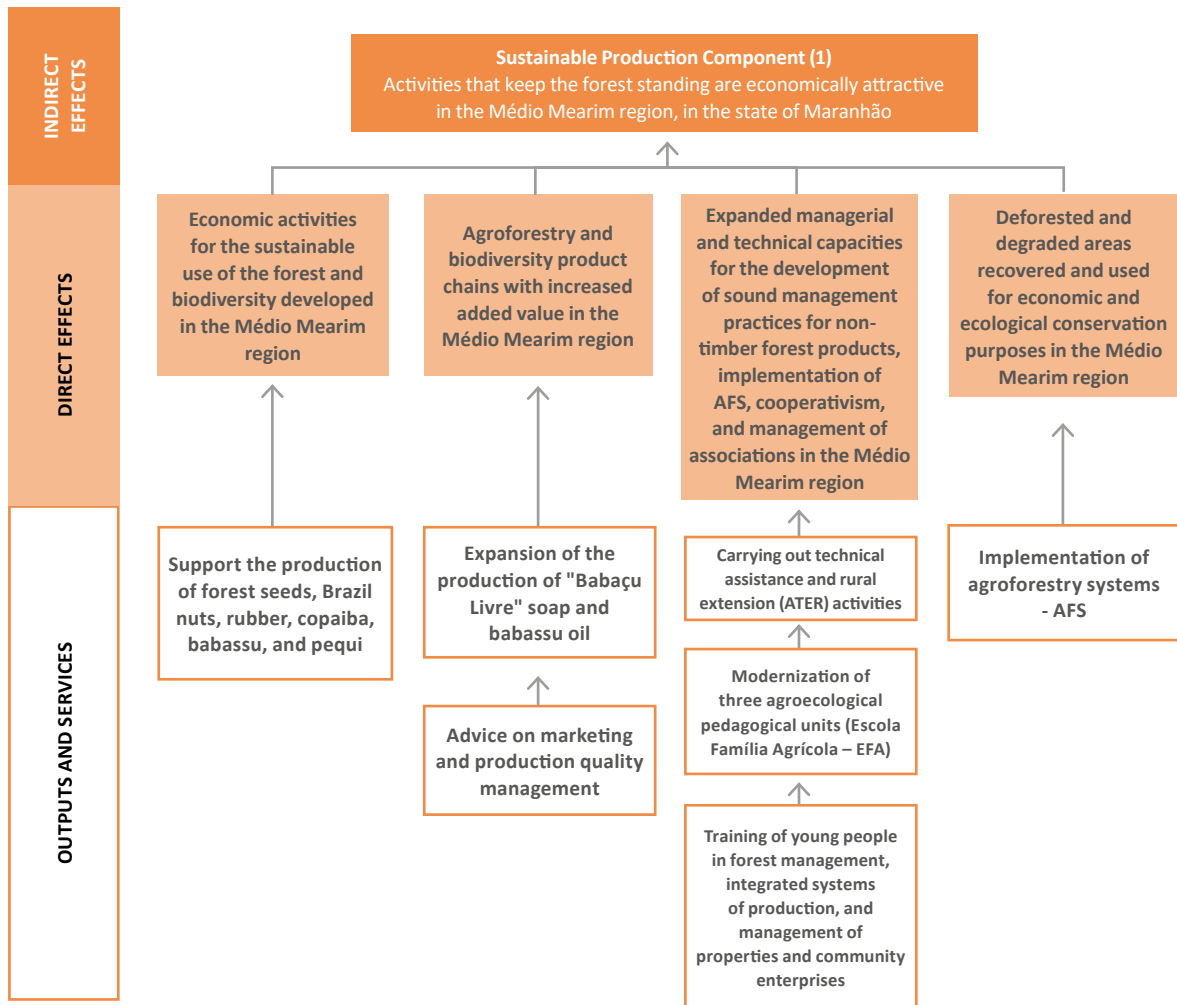 INDIRECT
EFFECTS
Sustainable Production Component (1)
Activities that keep the forest standing are economically attractive
in the Médio Mearim region, in the state of Maranhão
DIRECT EFFECTS
Economic activities
for the sustainable
use of the forest and
biodiversity developed
in the Médio Mearim
region
Agroforestry and
biodiversity product
chains with increased
added value in the
Médio Mearim region
Expanded managerial
and technical capacities
for the development
of sound management
practices for non-
timber forest products,
implementation of
AFS, cooperativism,
and management of
associations in the Médio
Mearim region
Deforested and
degraded areas
recovered and used
for economic and
ecological conservation
purposes in the Médio
Mearim region
OUTPUTS AND SERVICES
Support the production
of forest seeds, Brazil
nuts, rubber, copaiba,
babassu, and pequi
Expansion of the
production of "Babaçu
Livre" soap and
babassu oil
Advice on marketing
and production quality
management
Carrying out technical
assistance and rural
extension (ATER) activities
Modernization of
three agroecological
pedagogical units (Escola
Família Agrícola – EFA)
Training of young people
in forest management,
integrated systems
of production, and
management of
properties and community
enterprises
Implementation of
agroforestry systems
- AFS